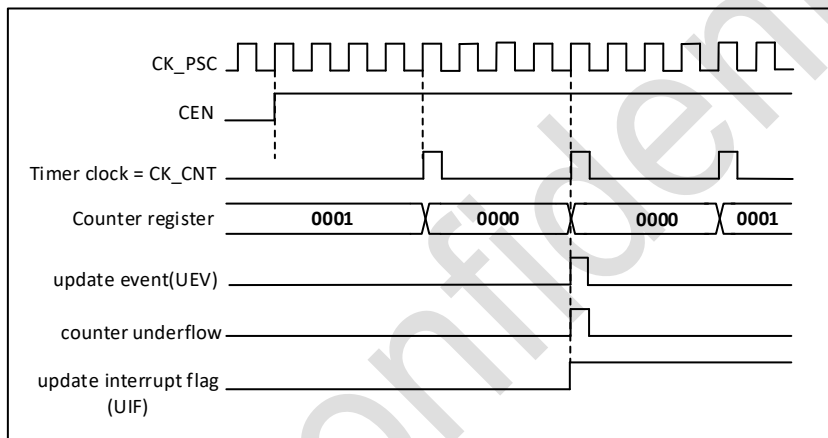 CK_PSC
CEN
Timer clock = CK_CNT
Counter register 0001 0000 0000 0001
update event(UEV)
counter underflow
update interrupt flag
(UIF)
onfiden